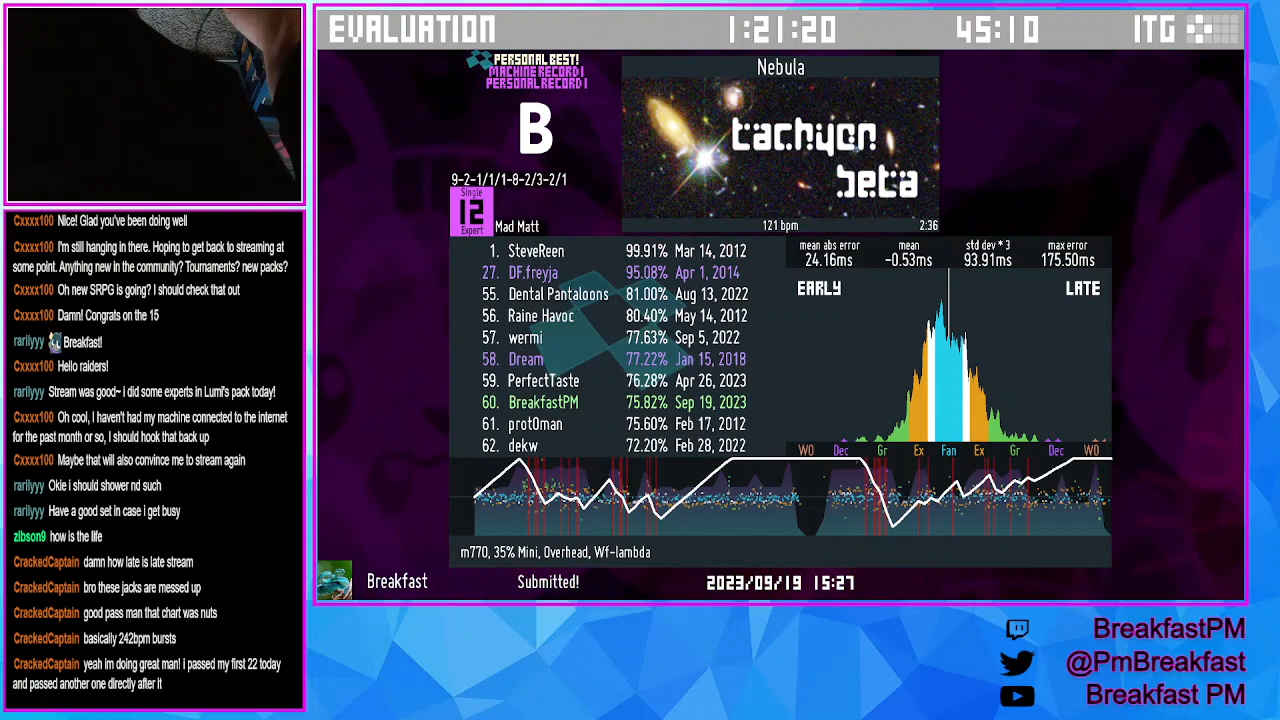 EVALUATION 1:21:20 45:10 ITG
PERSONAL BEST!
MACHINE RECORD 1
PERSONAL RECORD 1
B
9-2-1/1/1-8-2/3-2/1
Single
12
Expert
Mad Matt
Nebula
tachyon
beta
121 bpm 2:36
1. SteveReen 99.91% Mar 14, 2012
27. DF.freyja 95.08% Apr 1, 2014
55. Dental Pantaloons 81.00% Aug 13, 2022
56. Raine Havoc 80.40% May 14, 2012
57. wermi 77.63% Sep 5, 2022
58. Dream 77.22% Jan 15, 2018
59. PerfectTaste 76.28% Apr 26, 2023
60. BreakfastPM 75.82% Sep 19, 2023
61. prot0man 75.60% Feb 17, 2012
62. dekw 72.20% Feb 28, 2022
mean abs error mean std dev * 3 max error
24.16ms -0.53ms 93.91ms 175.50ms
EARLY LATE
WO Dec Gr Ex Fan Ex Gr Dec WO
m770, 35% Mini, Overhead, Wf-lambda
Breakfast Submitted! 2023/09/19 15:27
Cxxxx100 Nice! Glad you've been doing well
Cxxxx100 I'm still hanging in there. Hoping to get back to streaming at
some point. Anything new in the community? Tournaments? new packs?
Cxxxx100 Oh new SRPG is going? I should check that out
Cxxxx100 Damn! Congrats on the 15
rarilyyy Breakfast!
Cxxxx100 Hello raiders!
rarilyyy Stream was good~ i did some experts in Lumi's pack today!
Cxxxx100 Oh cool, I haven't had my machine connected to the internet
for the past month or so, I should hook that back up
Cxxxx100 Maybe that will also convince me to stream again
rarilyyy Okie i should shower nd such
rarilyyy Have a good set in case i get busy
zibson9 how is the life
CrackedCaptain damn how late is late stream
CrackedCaptain bro these jacks are messed up
CrackedCaptain good pass man that chart was nuts
CrackedCaptain basically 242bpm bursts
CrackedCaptain yeah im doing great man! i passed my first 22 today
and passed another one directly after it
BreakfastPM
@PmBreakfast
Breakfast PM